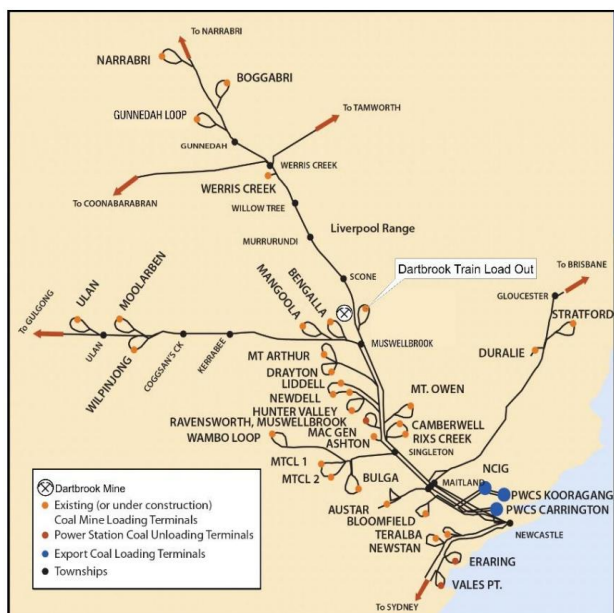 To NARRABRI
NARRABRI
BOGGABRI
GUNNEDAH LOOP
To TAMWORTH
GUNNEDAH
WERRIS CREEK
WERRIS CREEK
To COONABARABRAN
WILLOW TREE
Liverpool Range
MURRURUNDI
SCONE
Dartbrook Train Load Out
To BRISBANE
GLOUCESTER
STRATFORD
DURALIE
To GULGONG
ULAN
MOOLARBEN
MANGOOLA
BENGALLA
MUSWELLBROOK
ULAN
WILPINJONG
COGGSAN'S CK
KERRABEE
MT ARTHUR
DRAYTON
LIDDELL
NEWDELL
HUNTER VALLEY
RAVENSWORTH, MUSWELLBROOK
MAC GEN
ASHTON
WAMBO LOOP
MT. OWEN
CAMBERWELL
RIXS CREEK
SINGLETON
MTCL 1
MTCL 2
BULGA
NCIG
MAITLAND
PWCS KOORAGANG
PWCS CARRINGTON
AUSTAR
BLOOMFIELD
NEWCASTLE
TERALBA
NEWSTAN
ERARING
VALES PT.
To SYDNEY
Dartbrook Mine
Existing (or under construction)
Coal Mine Loading Terminals
Power Station Coal Unloading Terminals
Export Coal Loading Terminals
Townships